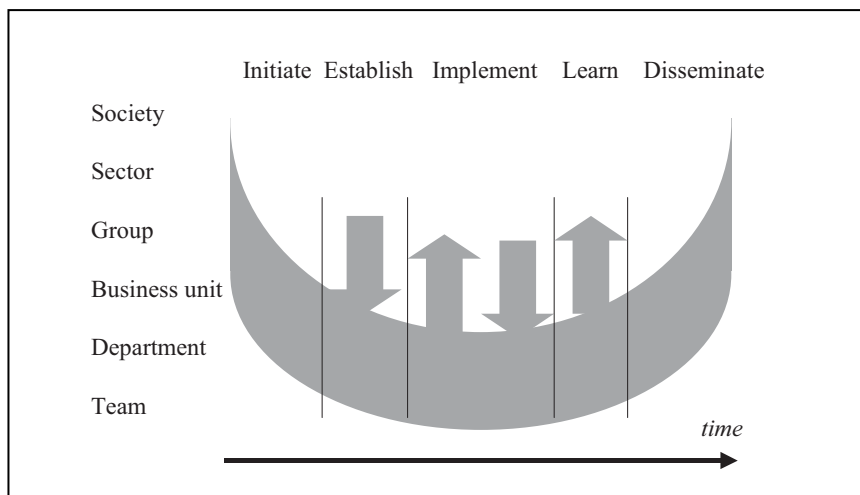 Initiate Establish Implement Learn Disseminate
Society
Sector
Group
Business unit
Department
Team
time